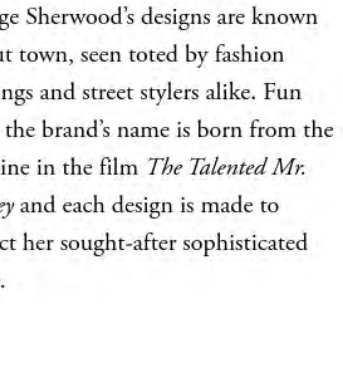 ge Sherwood’s designs are known
ut town, seen toted by fashion
ngs and street stylers alike. Fun
the brand’s name is born from the
ine in the film The Talented Mr.
ey and each design is made to
ct her sought-after sophisticated
.